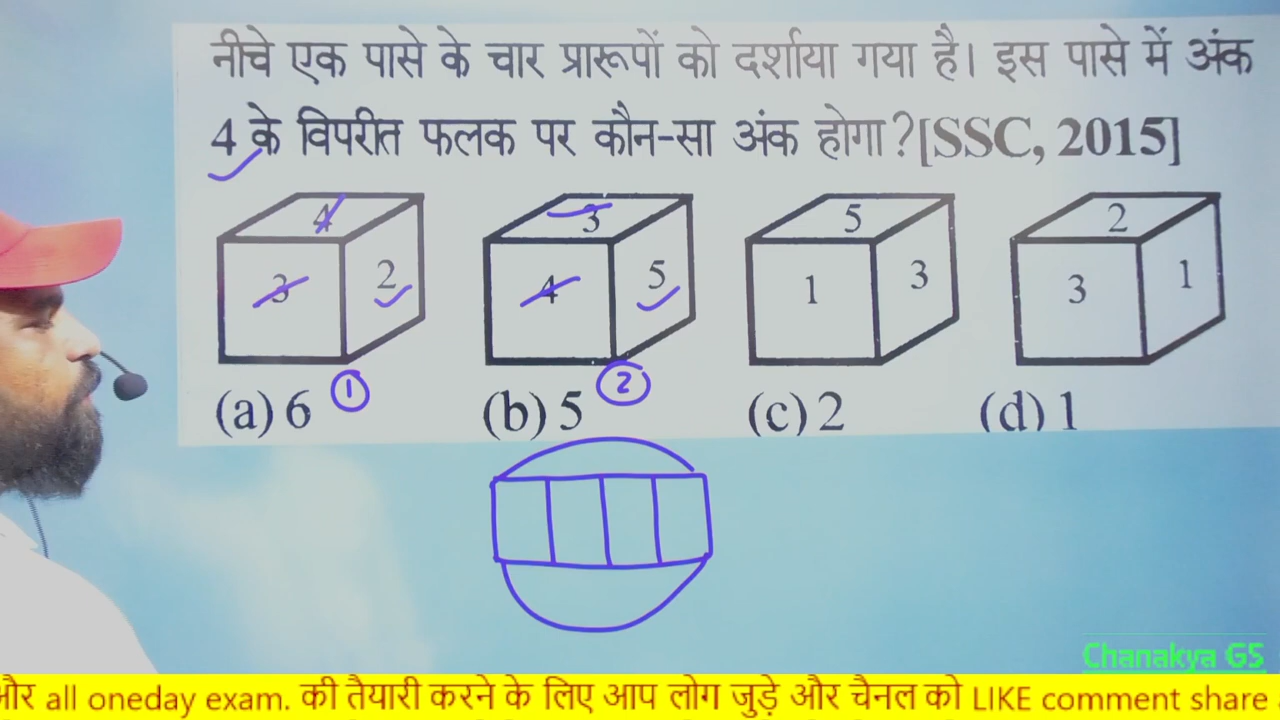 नीचे एक पासे के चार प्रारूपों को दर्शाया गया है। इस पासे में अंक
4 के विपरीत फलक पर कौन-सा अंक होगा?[SSC, 2015]
4
3 2
3
4 5
5
1 3
2
3 1
(a) 6 (b) 5 (c) 2 (d) 1
1 2
Chanakya GS
और all oneday exam. की तैयारी करने के लिए आप लोग जुड़े और चैनल को LIKE comment share